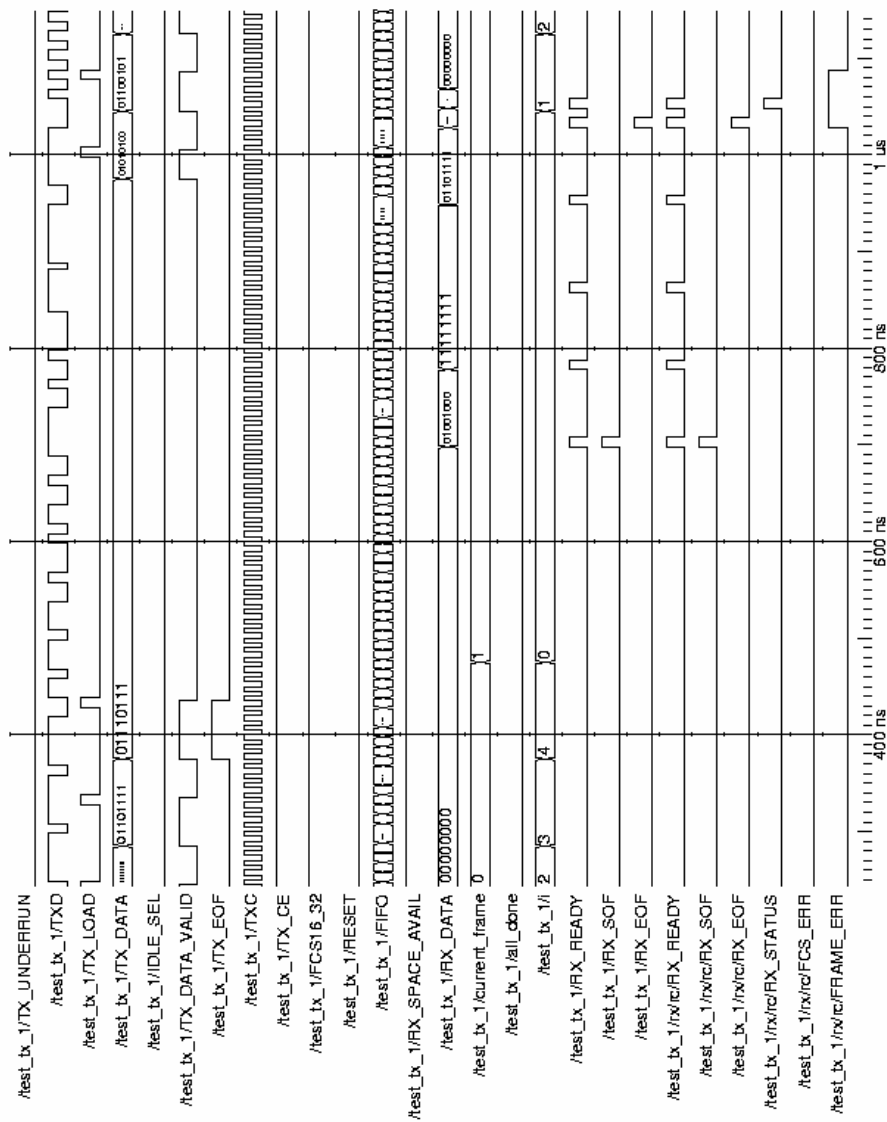 /test_tx_1/TX_UNDERRUN
/test_tx_1/TXD
/test_tx_1/TX_LOAD
/test_tx_1/TX_DATA 01101111 01110111 01010100 01100101
/test_tx_1/IDLE_SEL
/test_tx_1/TX_DATA_VALID
/test_tx_1/TX_EOF
/test_tx_1/TXC
/test_tx_1/TX_CE
/test_tx_1/FCS16_32
/test_tx_1/RESET
/test_tx_1/FIFO
/test_tx_1/RX_SPACE_AVAIL
/test_tx_1/RX_DATA 00000000 01001000 11111111 01101111 00000000
/test_tx_1/current_frame 0 1
/test_tx_1/all_done
/test_tx_1/i 2 3 4 0 1 2
/test_tx_1/RX_READY
/test_tx_1/RX_SOF
/test_tx_1/RX_EOF
/test_tx_1/rx/rc/RX_READY
/test_tx_1/rx/rc/RX_SOF
/test_tx_1/rx/rc/RX_EOF
/test_tx_1/rx/rc/RX_STATUS
/test_tx_1/rx/rc/FCS_ERR
/test_tx_1/rx/rc/FRAME_ERR
400 ns 600 ns 800 ns 1 us